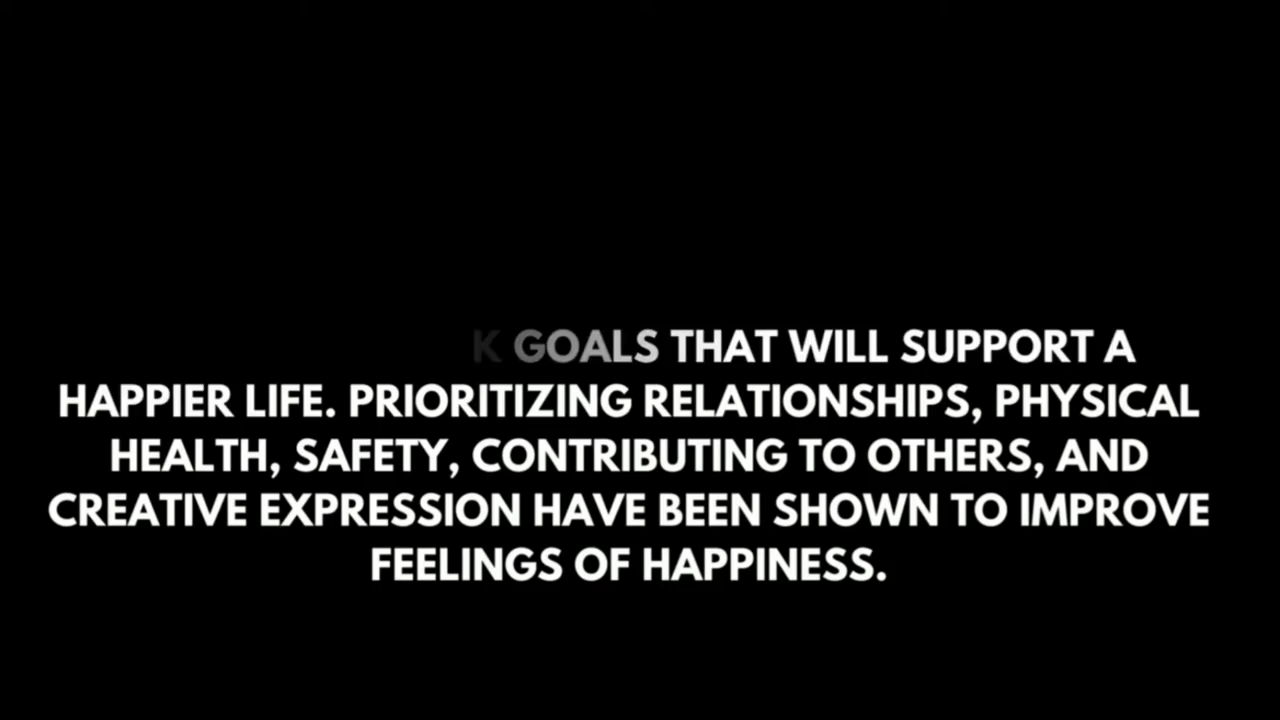 GOALS THAT WILL SUPPORT A
HAPPIER LIFE. PRIORITIZING RELATIONSHIPS, PHYSICAL
HEALTH, SAFETY, CONTRIBUTING TO OTHERS, AND
CREATIVE EXPRESSION HAVE BEEN SHOWN TO IMPROVE
FEELINGS OF HAPPINESS.